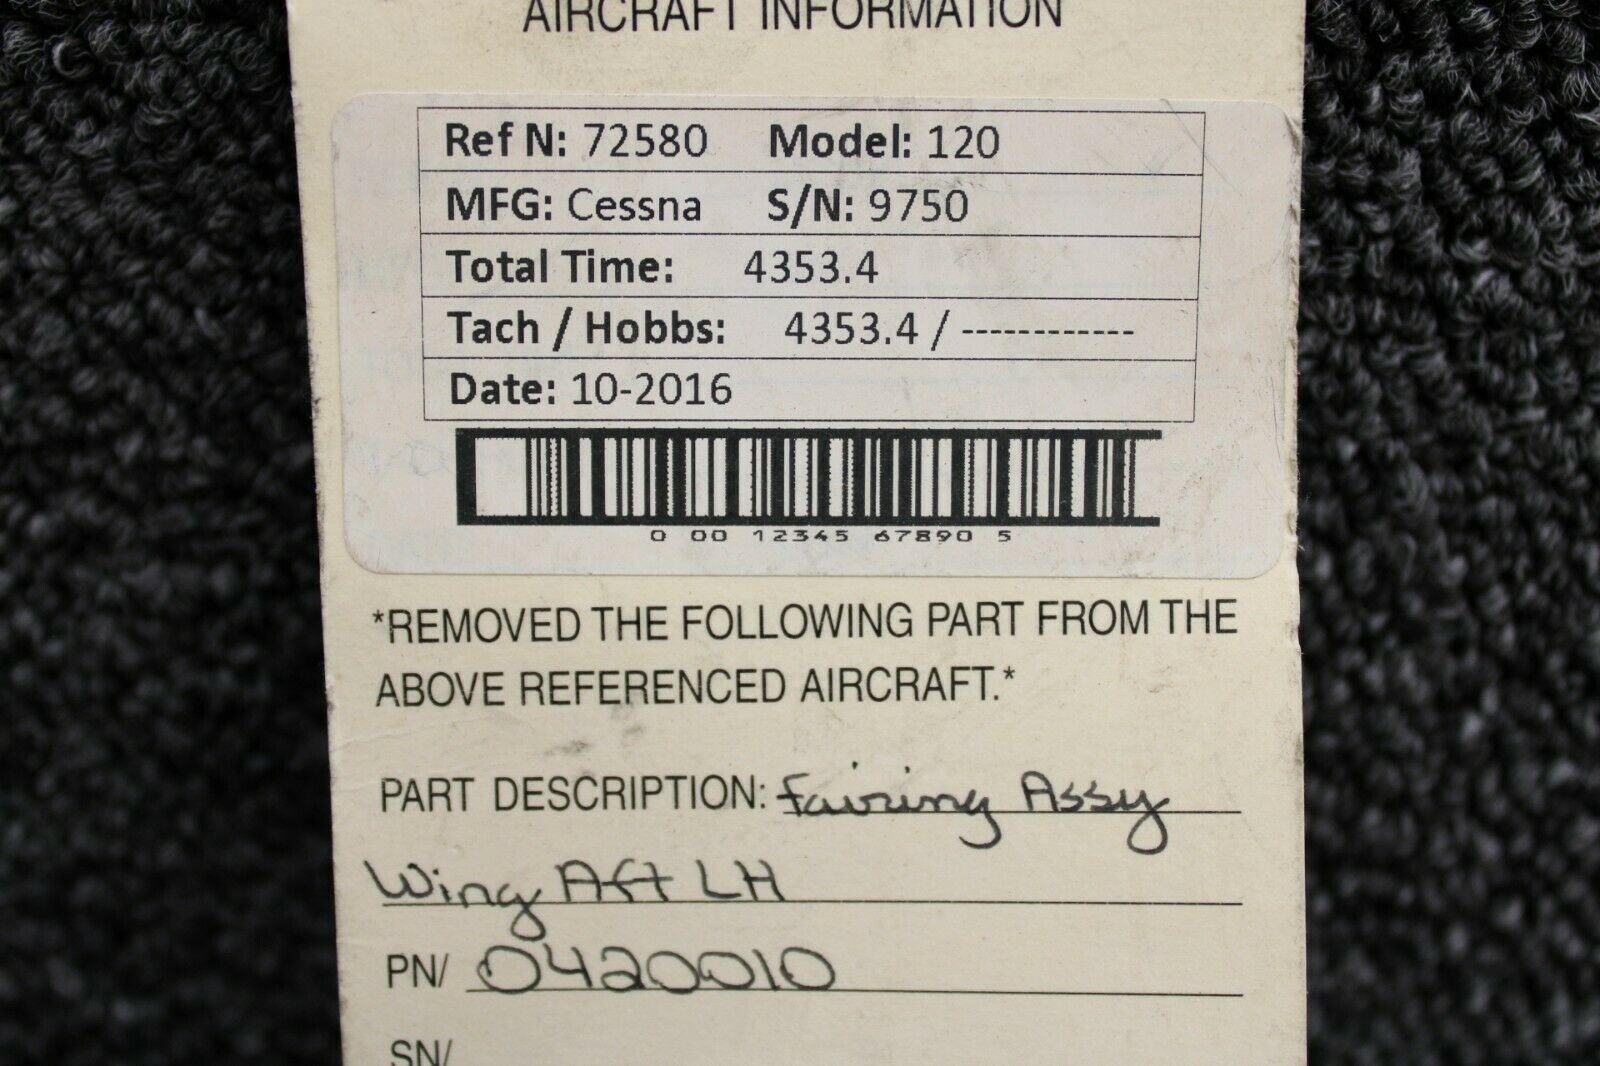 AIRCRAFT INFORMATION
Ref N: 72580 Model: 120
MFG: Cessna S/N: 9750
Total Time: 4353.4
Tach / Hobbs: 4353.4 / ------------
Date: 10-2016
0 00 12345 67890 5
*REMOVED THE FOLLOWING PART FROM THE
ABOVE REFERENCED AIRCRAFT.*
PART DESCRIPTION: Fairing Assy
Wing Aft LH
PN/ 0420010
SN/